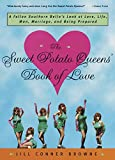 A Fallen Southern Belle's Look at Love, Life,
Men, Marriage, and Being Prepared
THE
Sweet Potato Queens'
Book of Love
JILL CONNER BROWNE